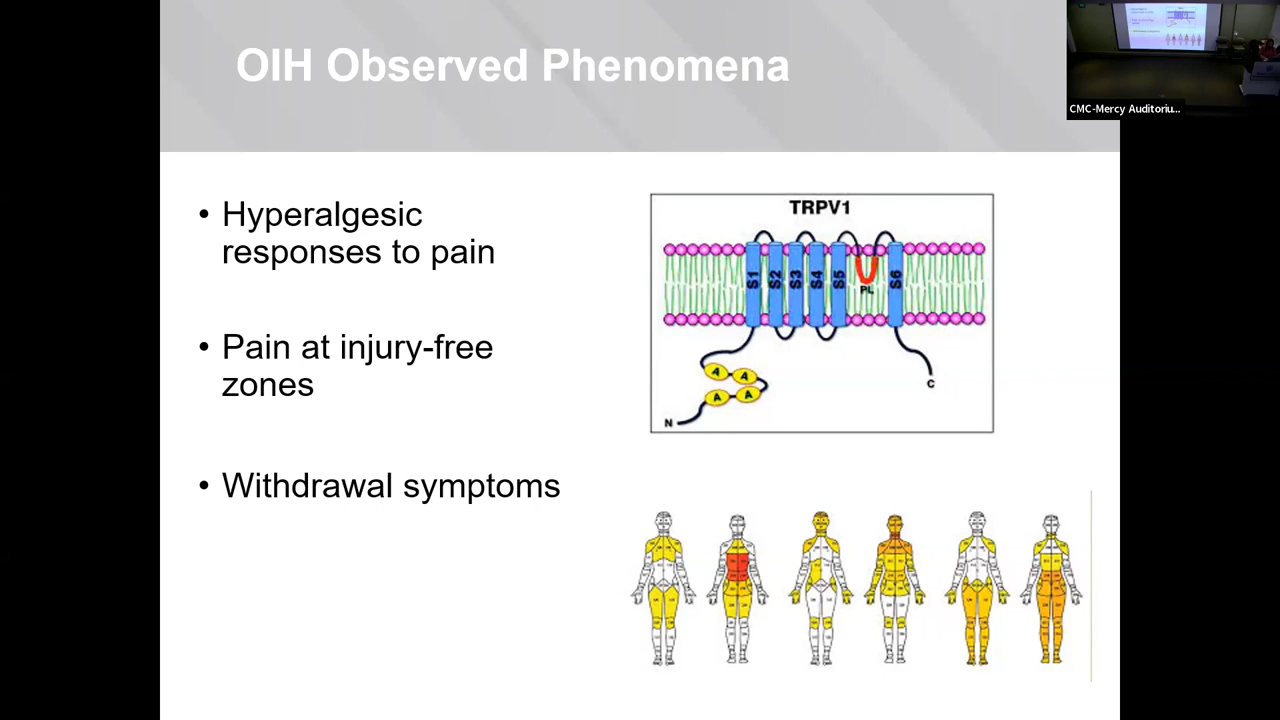 OIH Observed Phenomena
CMC-Mercy Auditoriu...
• Hyperalgesic
responses to pain
• Pain at injury-free
zones
• Withdrawal symptoms
TRPV1
S1 S2 S3 S4 S5 PL S6
A A
A A
C
N